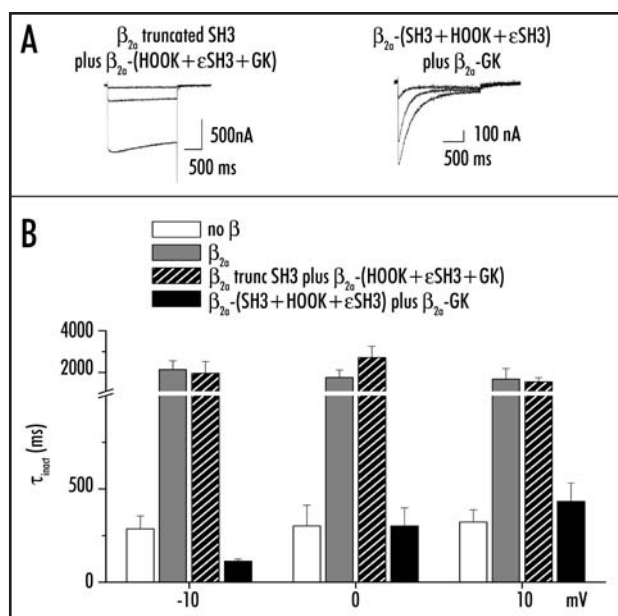 A
β2a truncated SH3
plus β2a-(HOOK+εSH3+GK)
β2a-(SH3+HOOK+εSH3)
plus β2a-GK
500nA
500 ms
100 nA
500 ms
B
no β
β2a
β2a trunc SH3 plus β2a-(HOOK+εSH3+GK)
β2a-(SH3+HOOK+εSH3) plus β2a-GK
4000
2000
500
0
τinact (ms)
-10 0 10 mV